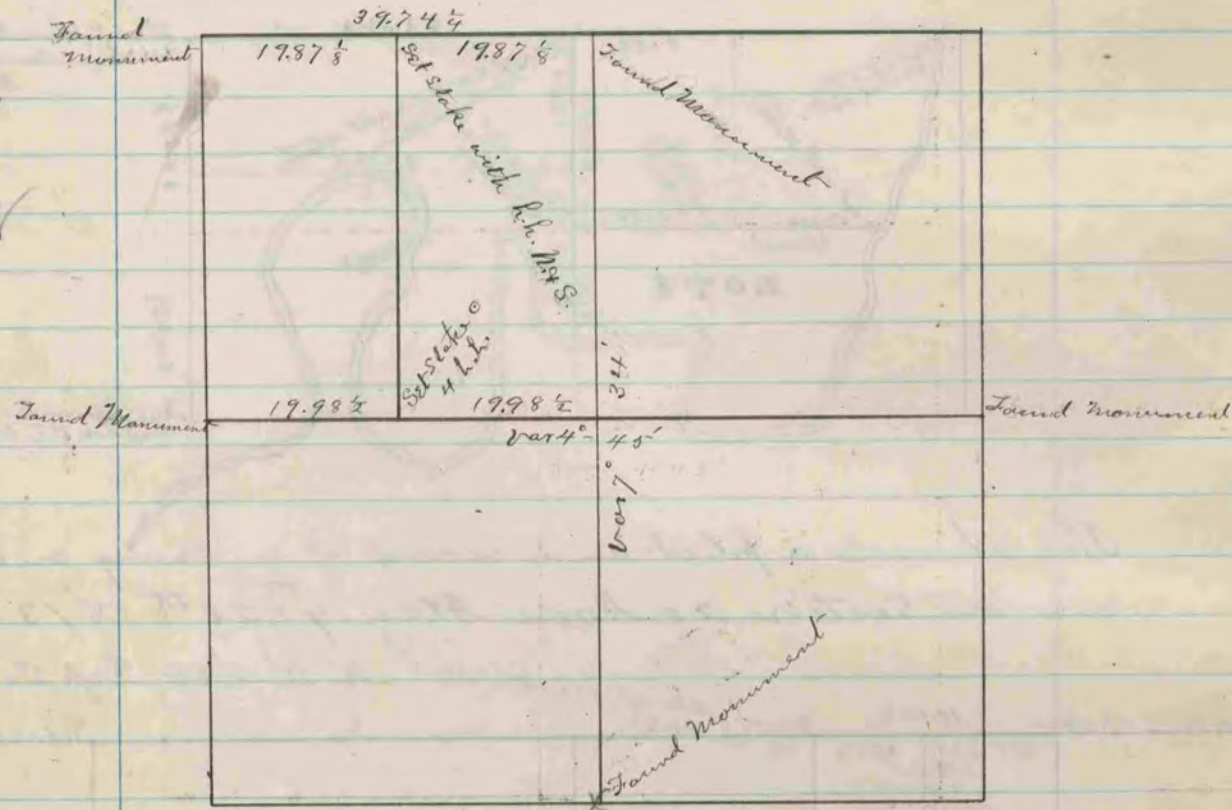 39.74 1/4
Found
Monument
19.87 1/8
19.87 1/8
Set Stake with h.h. N&S.
Found Monument
Set Stake
4 h.h.
34'
Found Monument
19.98 1/2
19.98 1/2
Found Monument
Var 4° - 45'
Var 7°
Found Monument